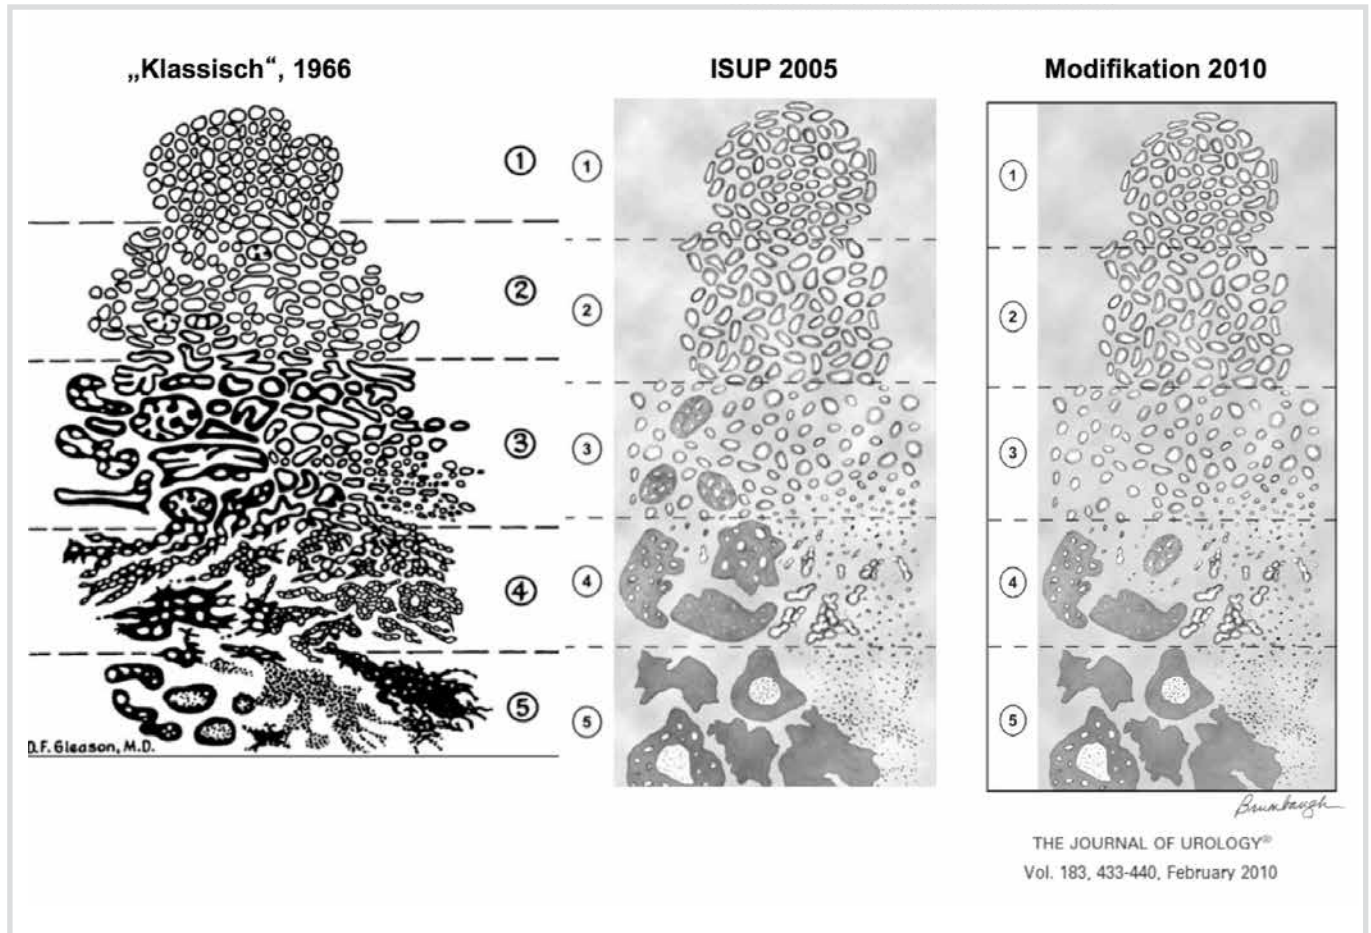 „Klassisch“, 1966
①
②
③
④
⑤
D.F. Gleason, M.D.
ISUP 2005
①
②
③
④
⑤
Modifikation 2010
①
②
③
④
⑤
Brumbaugh
THE JOURNAL OF UROLOGY®
Vol. 183, 433-440, February 2010